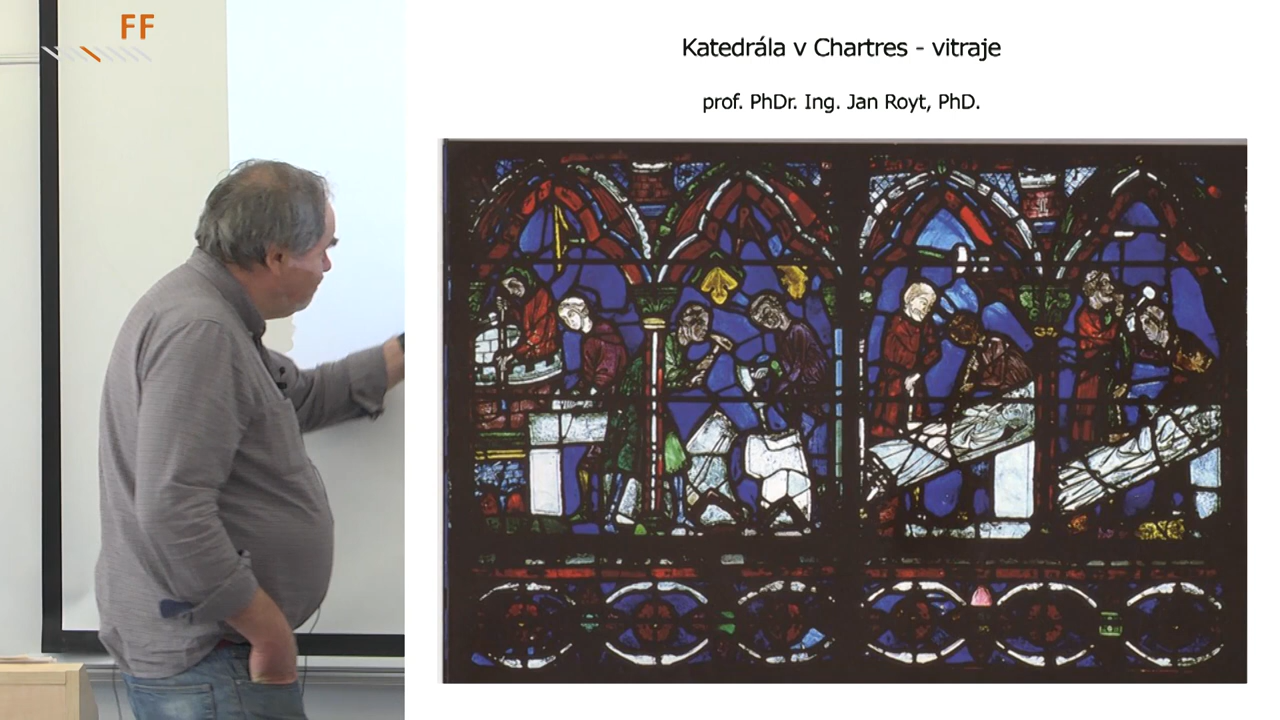 FF
Katedrála v Chartres - vitraje
prof. PhDr. Ing. Jan Royt, PhD.